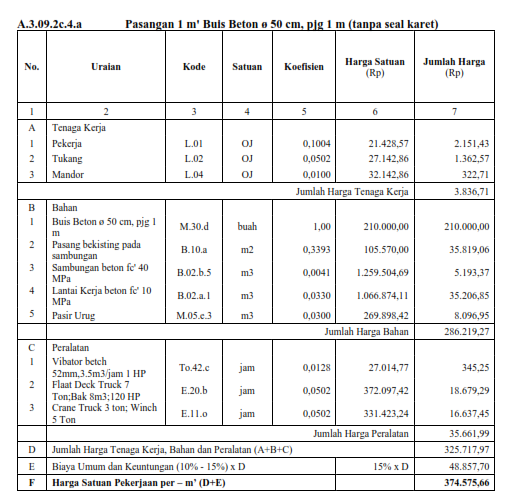 A.3.09.2c.4.a Pasangan 1 m' Buis Beton ø 50 cm, pjg 1 m (tanpa seal karet)
No. Uraian Kode Satuan Koefisien Harga Satuan (Rp) Jumlah Harga (Rp)
1 2 3 4 5 6 7
A Tenaga Kerja
1 Pekerja L.01 OJ 0,1004 21.428,57 2.151,43
2 Tukang L.02 OJ 0,0502 27.142,86 1.362,57
3 Mandor L.04 OJ 0,0100 32.142,86 322,71
Jumlah Harga Tenaga Kerja 3.836,71
B Bahan
1 Buis Beton ø 50 cm, pjg 1 m M.30.d buah 1,00 210.000,00 210.000,00
2 Pasang bekisting pada sambungan B.10.a m2 0,3393 105.570,00 35.819,06
3 Sambungan beton fc' 40 MPa B.02.b.5 m3 0,0041 1.259.504,69 5.193,37
4 Lantai Kerja beton fc' 10 MPa B.02.a.1 m3 0,0330 1.066.874,11 35.206,85
5 Pasir Urug M.05.c.3 m3 0,0300 269.898,42 8.096,95
Jumlah Harga Bahan 286.219,27
C Peralatan
1 Vibator betch 52mm,3.5m3/jam 1 HP To.42.c jam 0,0128 27.014,77 345,25
2 Flaat Deck Truck 7 Ton;Bak 8m3;120 HP E.20.b jam 0,0502 372.097,42 18.679,29
3 Crane Truck 3 ton; Winch 5 Ton E.11.o jam 0,0502 331.423,24 16.637,45
Jumlah Harga Peralatan 35.661,99
D Jumlah Harga Tenaga Kerja, Bahan dan Peralatan (A+B+C) 325.717,97
E Biaya Umum dan Keuntungan (10% - 15%) x D 15% x D 48.857,70
F Harga Satuan Pekerjaan per – m' (D+E) 374.575,66